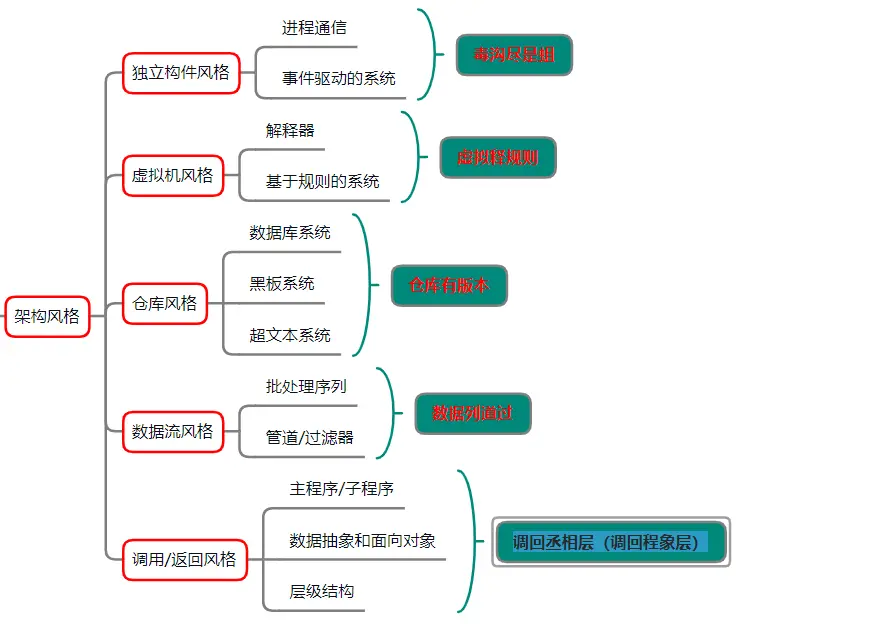 进程通信
独立构件风格
事件驱动的系统
毒沟尽是蛆
解释器
虚拟机风格
基于规则的系统
虚拟释规则
数据库系统
黑板系统
仓库风格
超文本系统
仓库有版本
架构风格
批处理序列
数据流风格
管道/过滤器
数据列道过
主程序/子程序
数据抽象和面向对象
调用/返回风格
层级结构
调回丞相层（调回程象层）